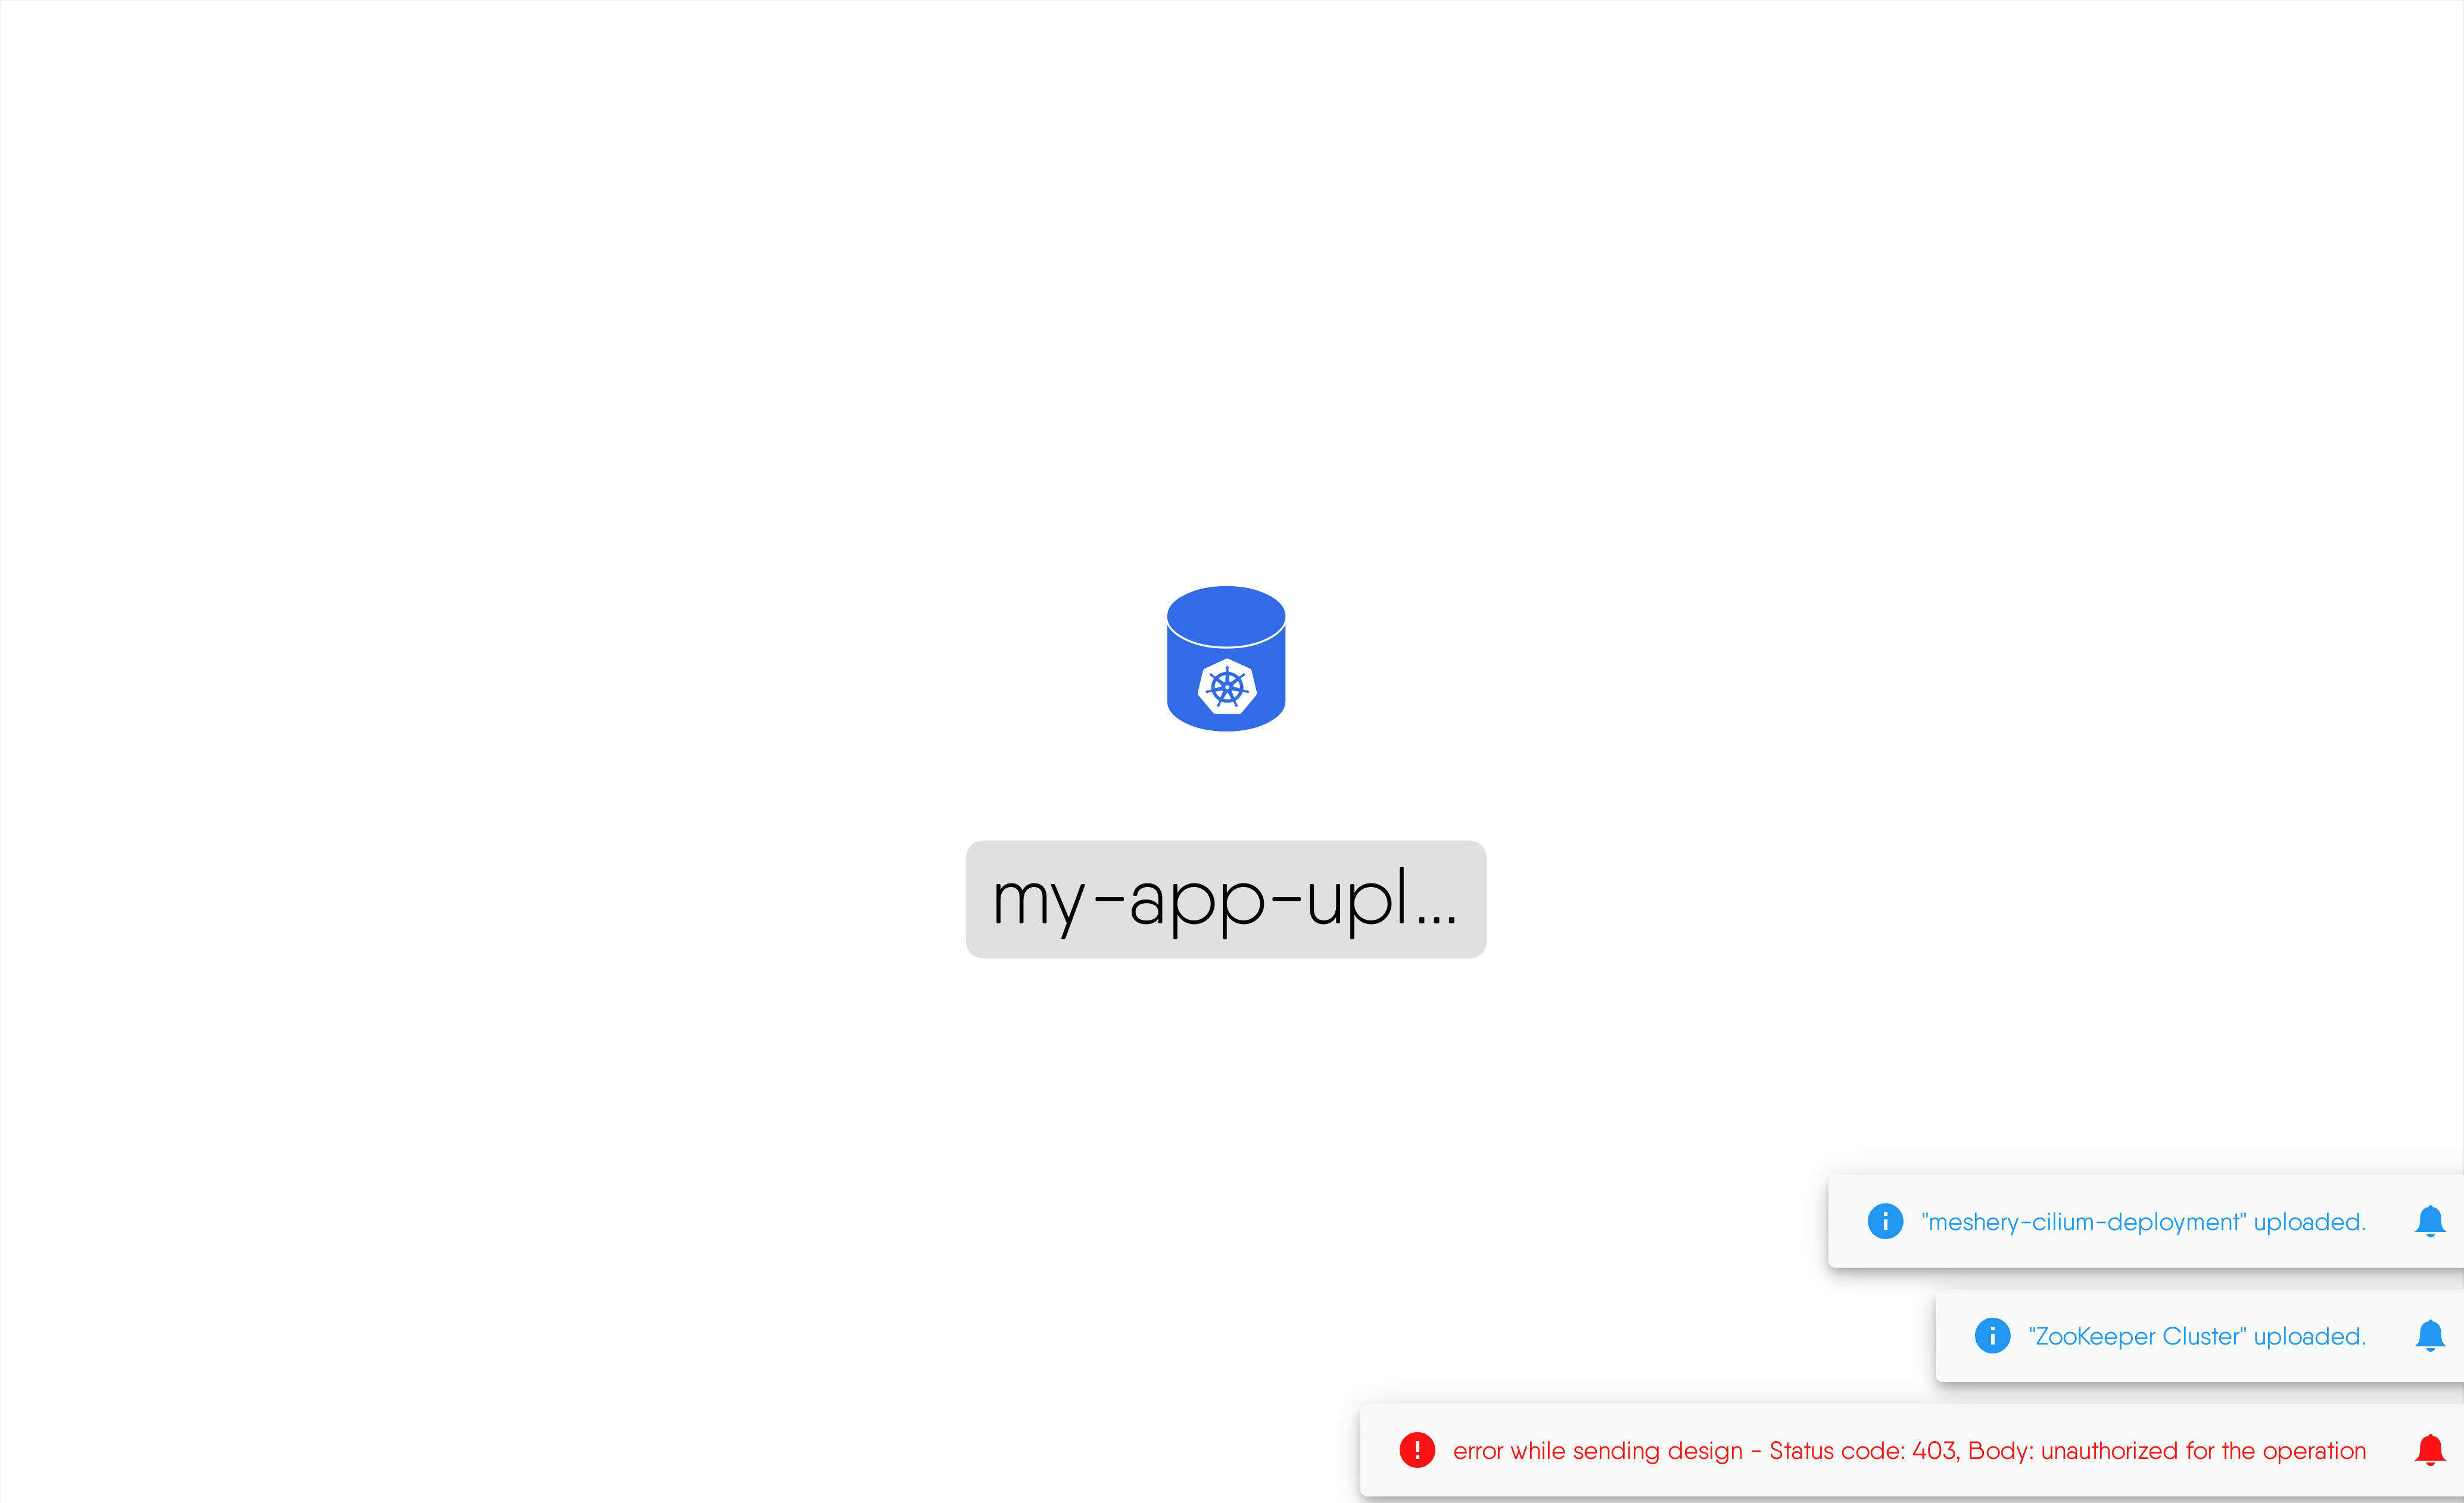 my-app-upl...
"meshery-cilium-deployment" uploaded.
"ZooKeeper Cluster" uploaded.
error while sending design - Status code: 403, Body: unauthorized for the operation